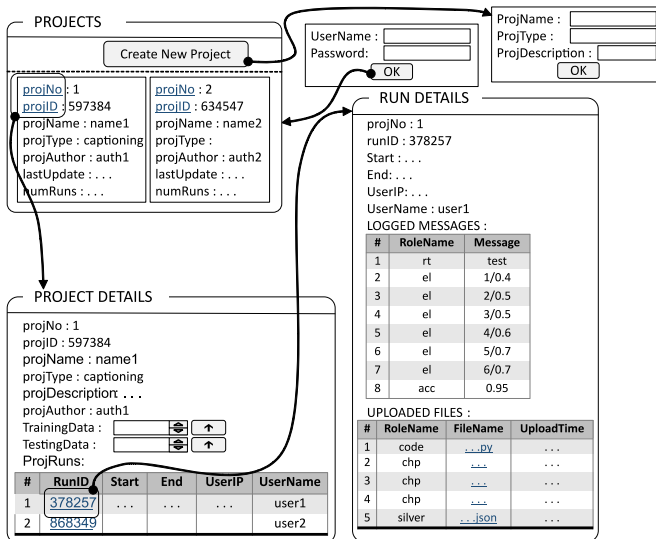 PROJECTS
Create New Project
projNo : 1
projID : 597384
projName : name1
projType : captioning
projAuthor : auth1
lastUpdate : . . .
numRuns : . . .
projNo : 2
projID : 634547
projName : name2
projType :
projAuthor : auth2
lastUpdate : . . .
numRuns : . . .
UserName :
Password:
OK
ProjName :
ProjType :
ProjDescription :
OK
RUN DETAILS
projNo : 1
runID : 378257
Start : . . .
End: . . .
UserIP: . . .
UserName : user1
LOGGED MESSAGES :
# RoleName Message
1 rt test
2 el 1/0.4
3 el 2/0.5
4 el 3/0.5
5 el 4/0.6
6 el 5/0.7
7 el 6/0.7
8 acc 0.95
UPLOADED FILES :
# RoleName FileName UploadTime
1 code . . .py . . .
2 chp . . . . . .
3 chp . . . . . .
4 chp . . . . . .
5 silver . . .json . . .
PROJECT DETAILS
projNo : 1
projID : 597384
projName : name1
projType : captioning
projDescription: . . .
projAuthor : auth1
TrainingData :
TestingData :
ProjRuns:
# RunID Start End UserIP UserName
1 378257 . . . . . . . . . user1
2 868349 user2